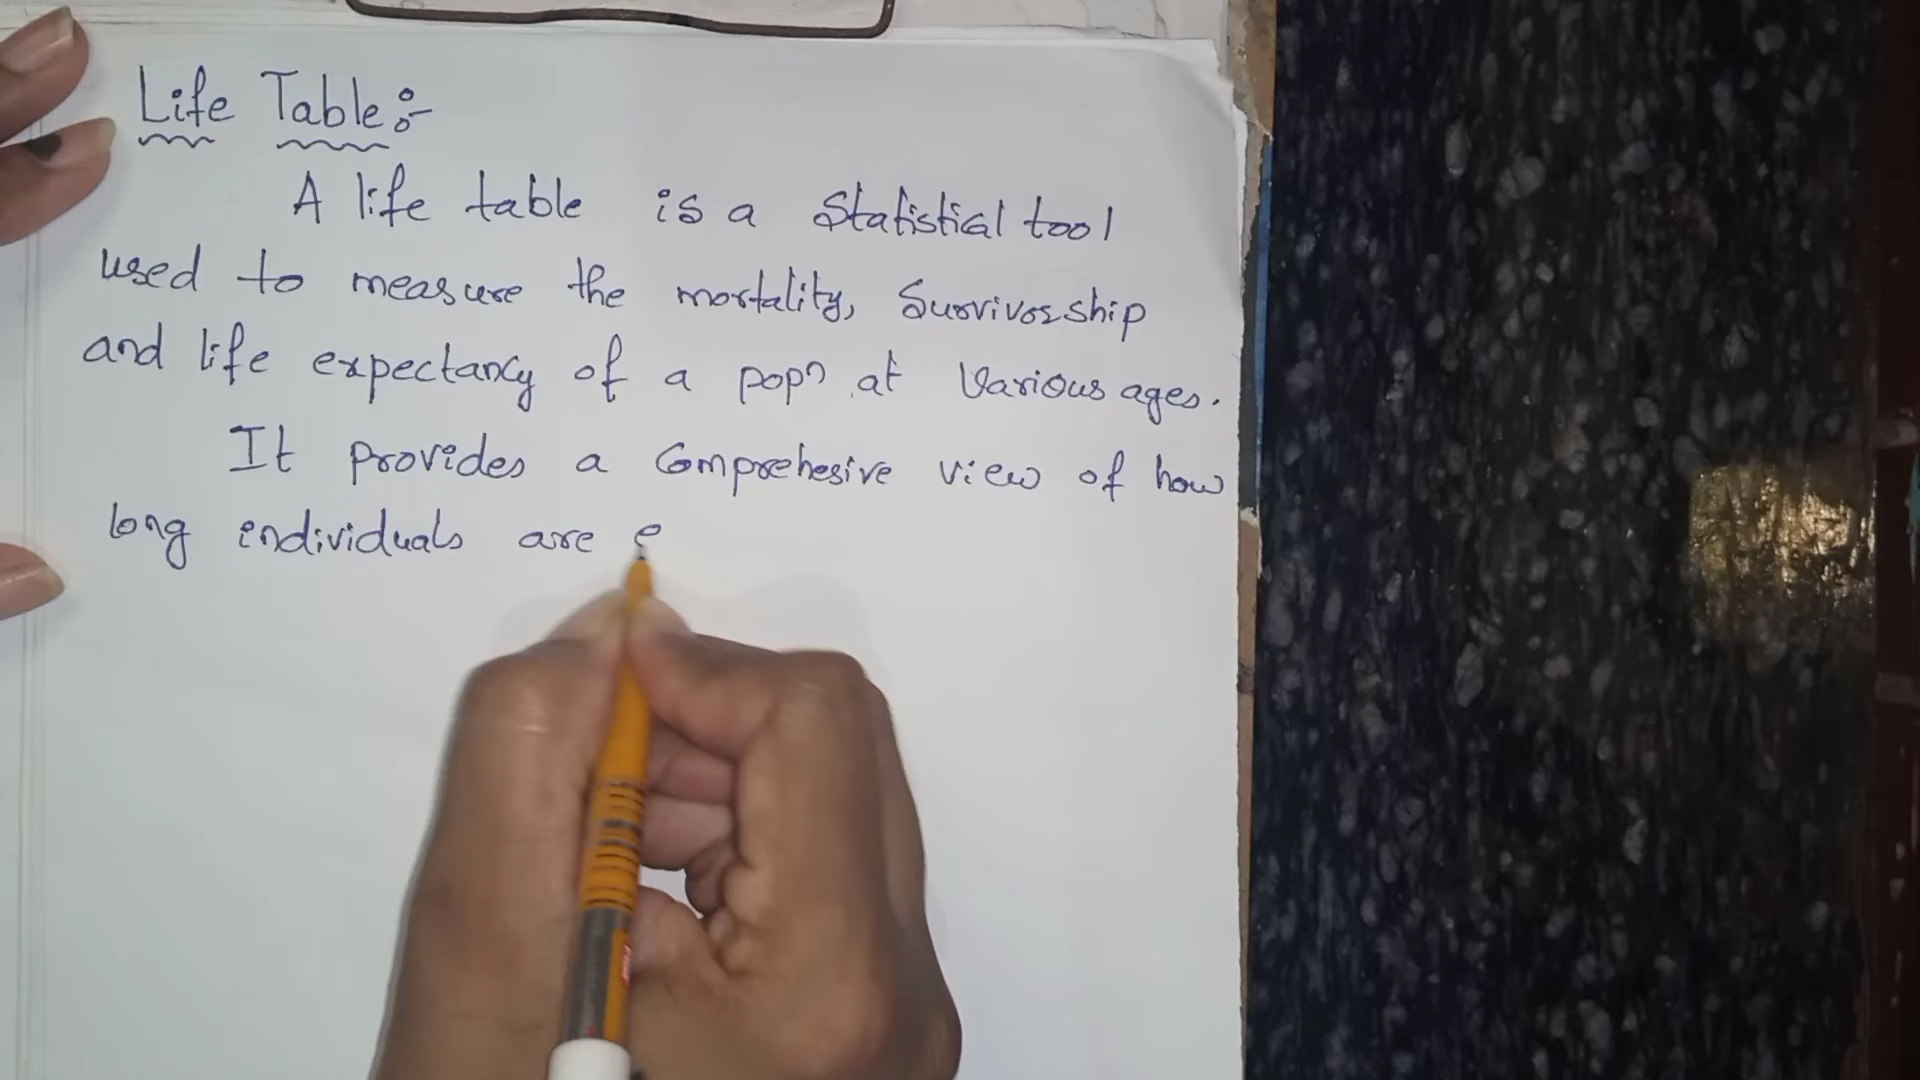 Life Table:-
A life table is a Statistial tool
used to measure the mortality, Survivorship
and life expectancy of a popn at Various ages.
It provides a Comprehesive view of how
long individuals are e